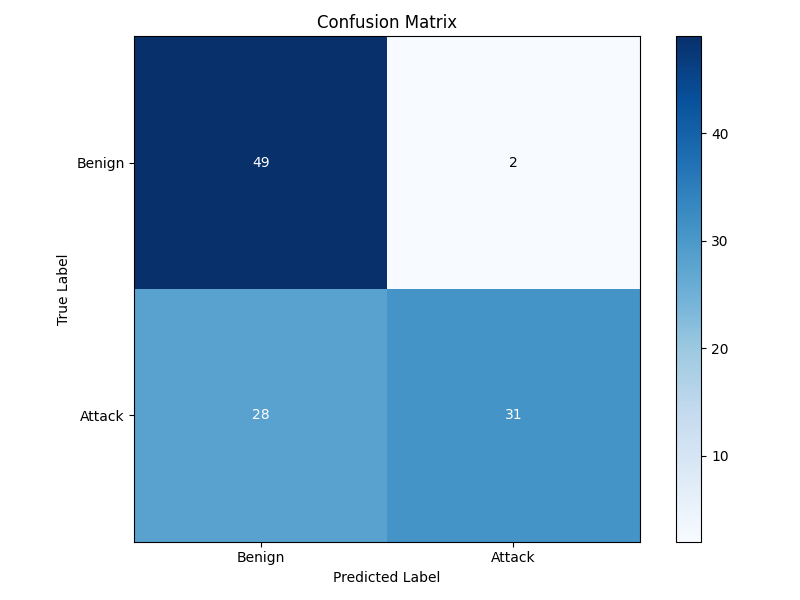 Confusion Matrix
Benign
49
2
40
30
20
10
True Label
Attack
28
31
Benign
Attack
Predicted Label